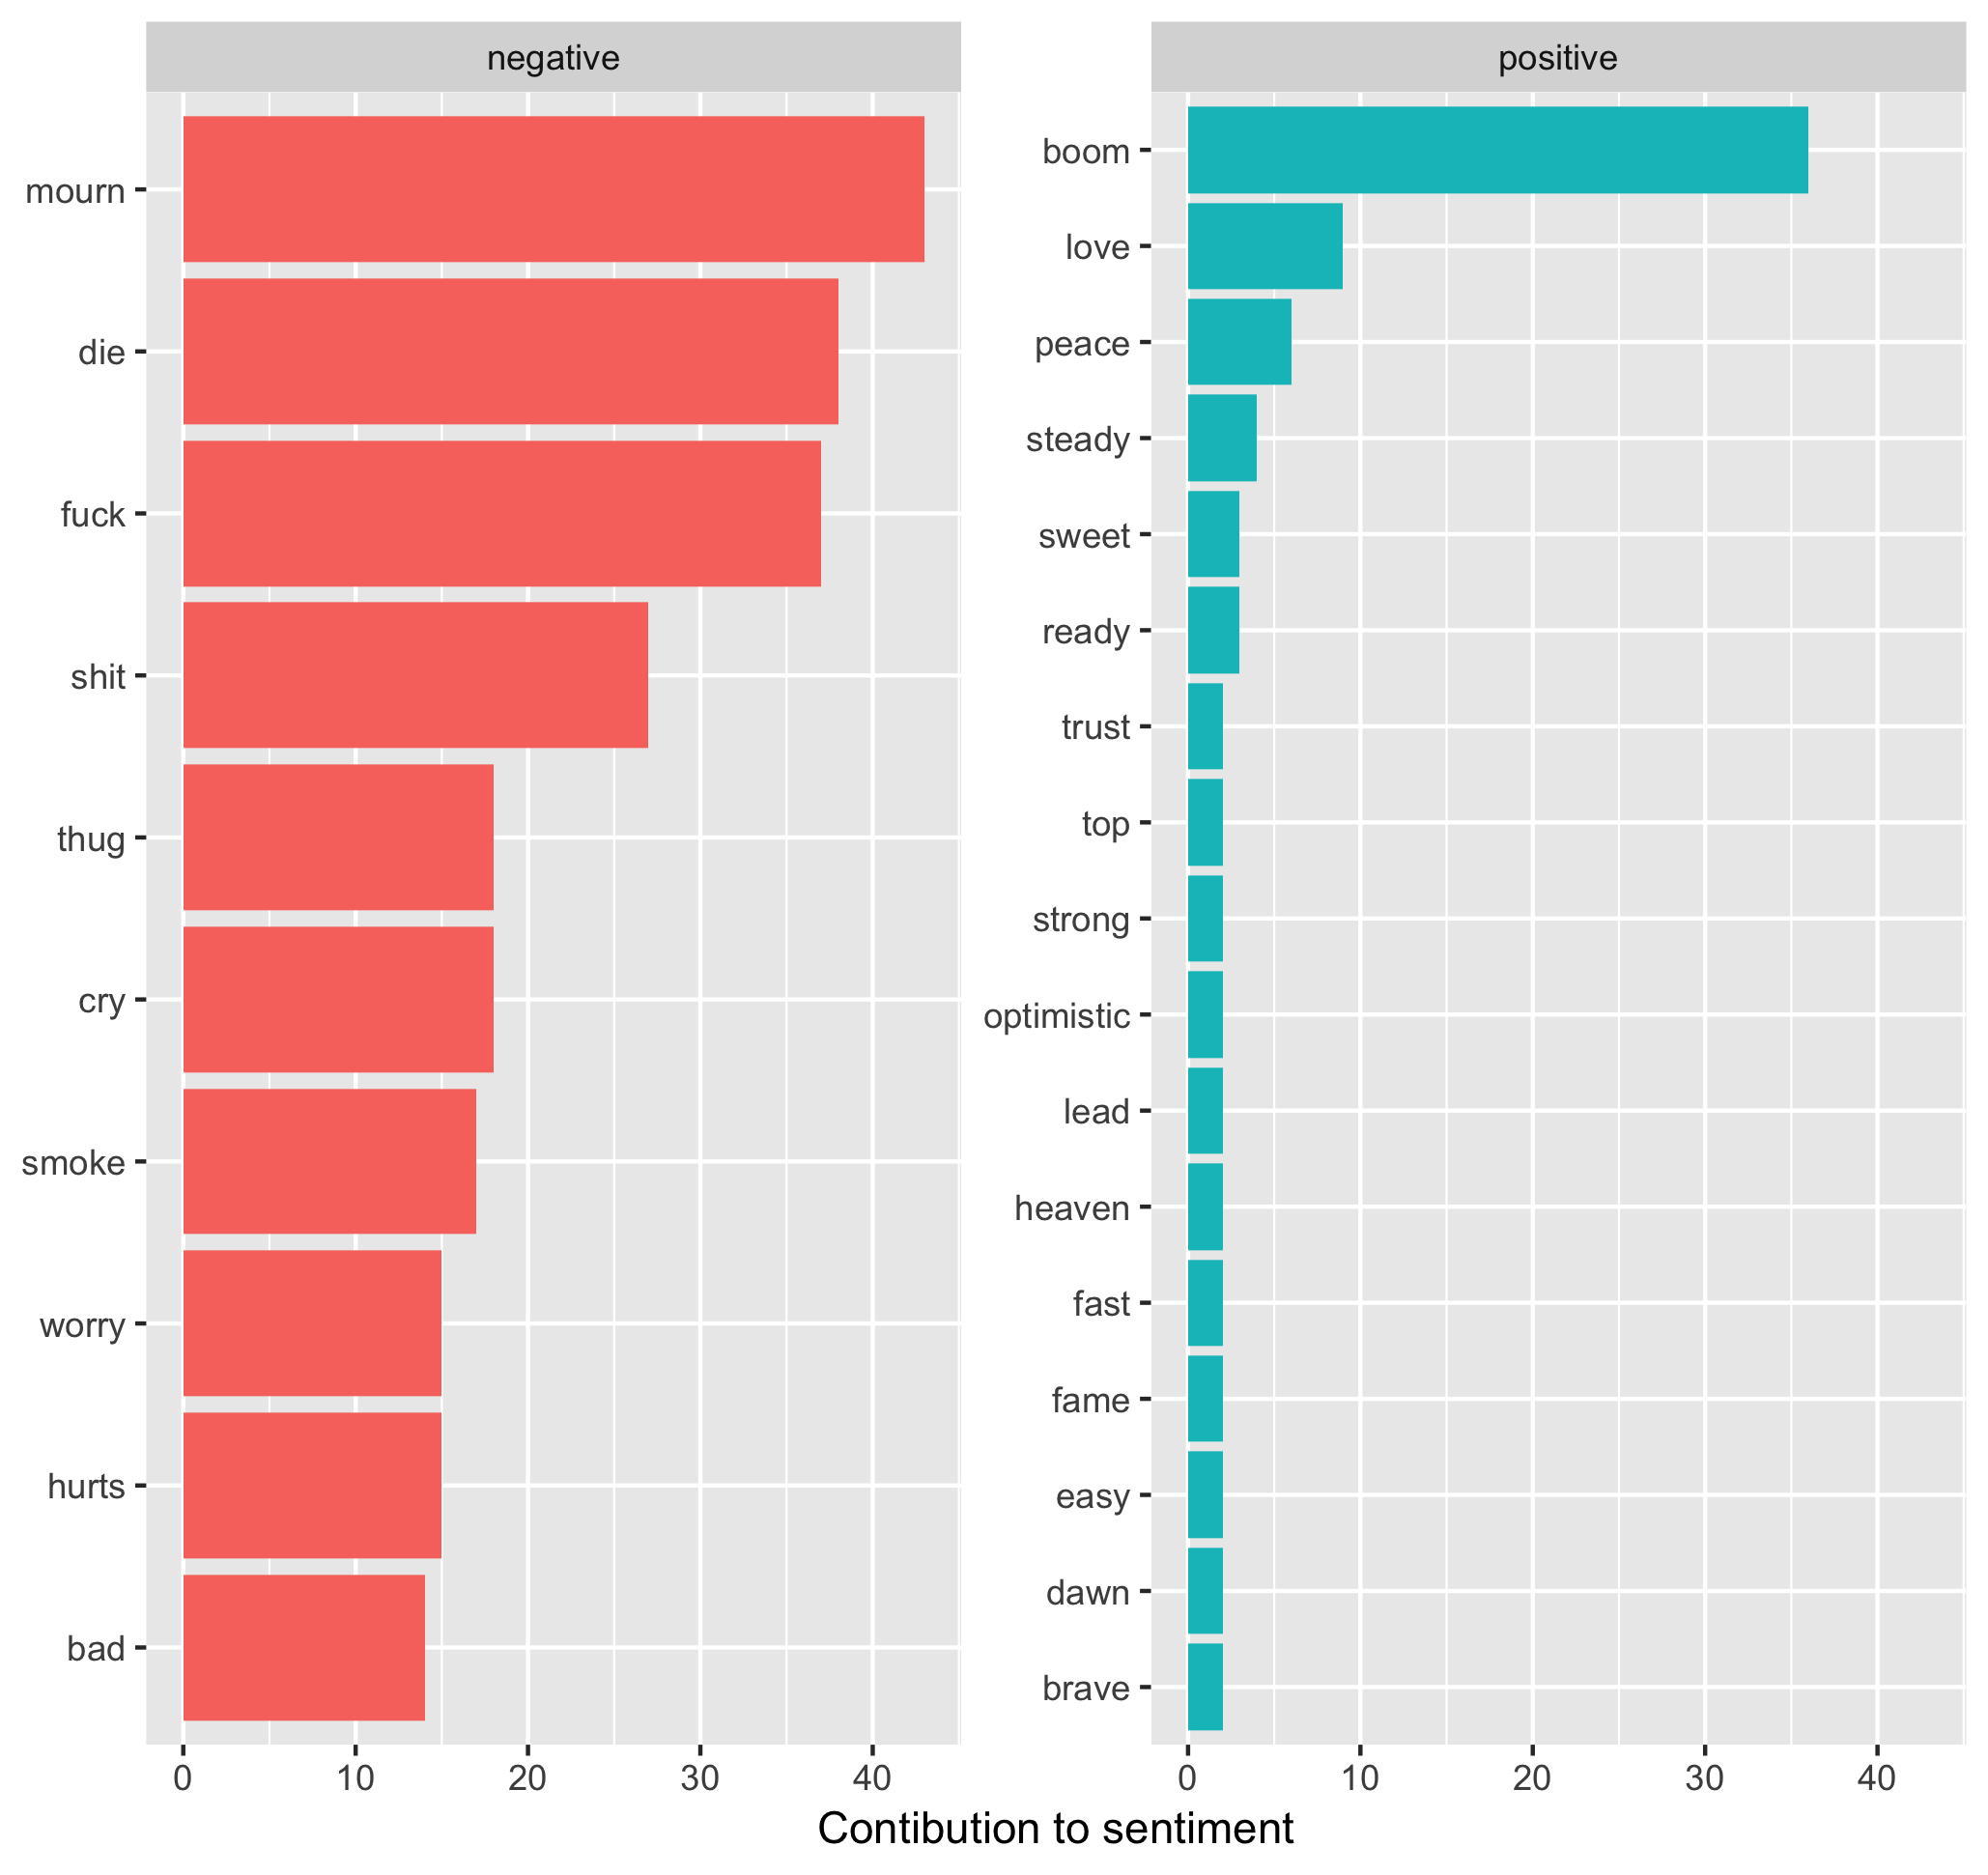 negative
mourn
die
fuck
shit
thug
cry
smoke
worry
hurts
bad
0 10 20 30 40
positive
boom
love
peace
steady
sweet
ready
trust
top
strong
optimistic
lead
heaven
fast
fame
easy
dawn
brave
0 10 20 30 40
Contibution to sentiment